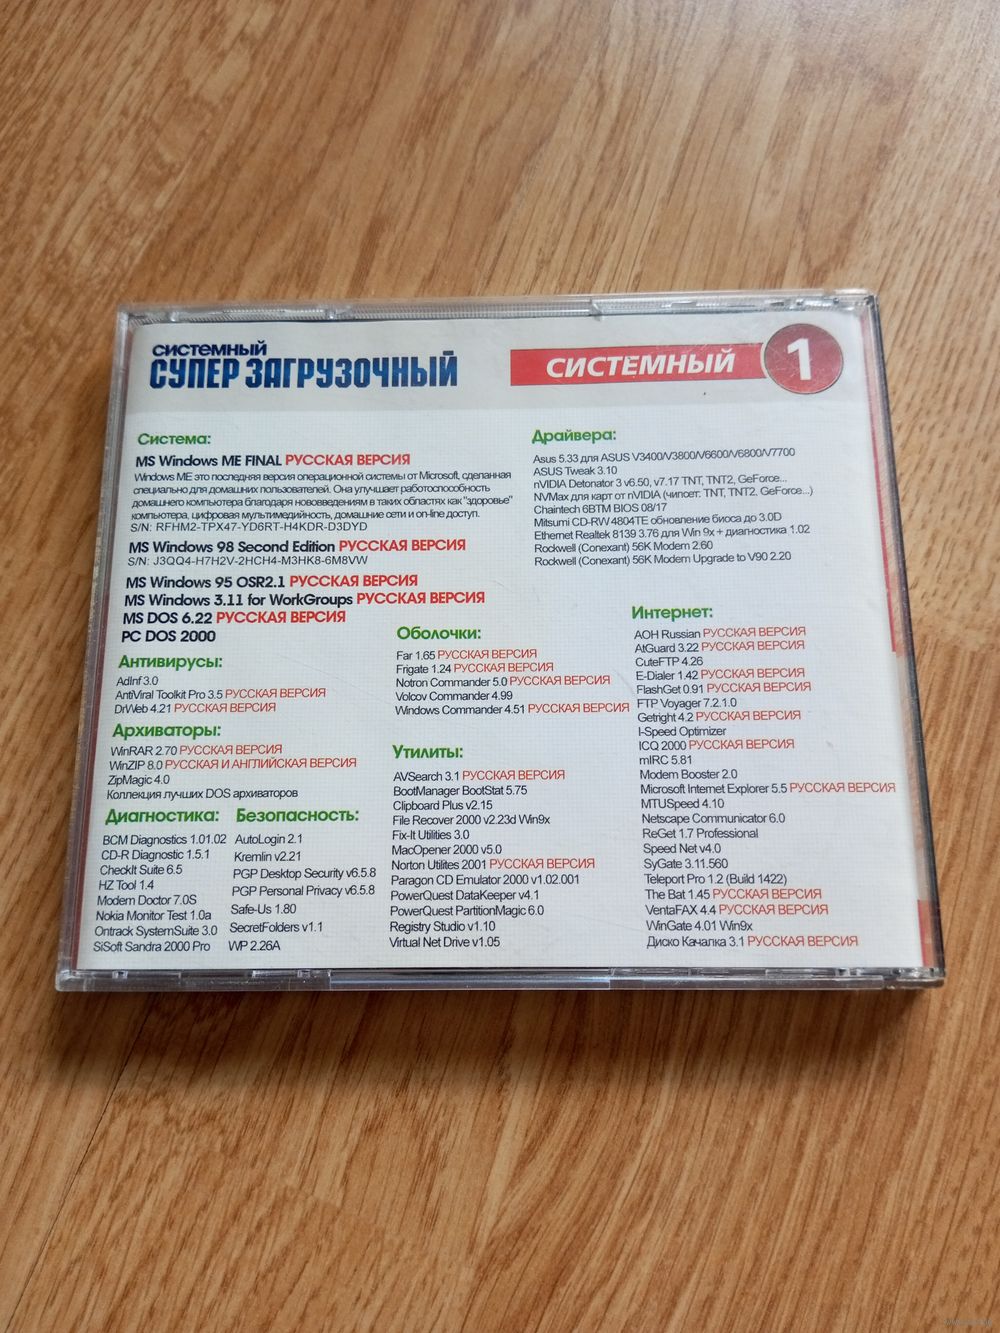 СИСТЕМНЫЙ
СУПЕР ЗАГРУЗОЧНЫЙ
СИСТЕМНЫЙ 1
Система:
MS Windows ME FINAL РУССКАЯ ВЕРСИЯ
Windows ME это последняя версия операционной системы от Microsoft, сделанная
специально для домашних пользователей. Она улучшает работоспособность
домашнего компьютера благодаря нововведениям в таких областях как "здоровье"
компьютера, цифровая мультимедийность, домашние сети и on-line доступ.
S/N: RFHM2-TPX47-YD6RT-H4KDR-D3DYD
MS Windows 98 Second Edition РУССКАЯ ВЕРСИЯ
S/N: J3QQ4-H7H2V-2HCH4-M3HK8-6M8VW
MS Windows 95 OSR2.1 РУССКАЯ ВЕРСИЯ
MS Windows 3.11 for WorkGroups РУССКАЯ ВЕРСИЯ
MS DOS 6.22 РУССКАЯ ВЕРСИЯ
PC DOS 2000
Антивирусы:
AdInf 3.0
AntiViral Toolkit Pro 3.5 РУССКАЯ ВЕРСИЯ
DrWeb 4.21 РУССКАЯ ВЕРСИЯ
Архиваторы:
WinRAR 2.70 РУССКАЯ ВЕРСИЯ
WinZIP 8.0 РУССКАЯ И АНГЛИЙСКАЯ ВЕРСИЯ
ZipMagic 4.0
Коллекция лучших DOS архиваторов
Диагностика:
BCM Diagnostics 1.01.02
CD-R Diagnostic 1.5.1
CheckIt Suite 6.5
HZ Tool 1.4
Modem Doctor 7.0S
Nokia Monitor Test 1.0a
Ontrack SystemSuite 3.0
SiSoft Sandra 2000 Pro
Безопасность:
AutoLogin 2.1
Kremlin v2.21
PGP Desktop Security v6.5.8
PGP Personal Privacy v6.5.8
Safe-Us 1.80
SecretFolders v1.1
WP 2.26A
Оболочки:
Far 1.65 РУССКАЯ ВЕРСИЯ
Frigate 1.24 РУССКАЯ ВЕРСИЯ
Notron Commander 5.0 РУССКАЯ ВЕРСИЯ
Volcov Commander 4.99
Windows Commander 4.51 РУССКАЯ ВЕРСИЯ
Утилиты:
AVSearch 3.1 РУССКАЯ ВЕРСИЯ
BootManager BootStat 5.75
Clipboard Plus v2.15
File Recover 2000 v2.23d Win9x
Fix-It Utilities 3.0
MacOpener 2000 v5.0
Norton Utilites 2001 РУССКАЯ ВЕРСИЯ
Paragon CD Emulator 2000 v1.02.001
PowerQuest DataKeeper v4.1
PowerQuest PartitionMagic 6.0
Registry Studio v1.10
Virtual Net Drive v1.05
Драйвера:
Asus 5.33 для ASUS V3400/V3800/V6600/V6800/V7700
ASUS Tweak 3.10
nVIDIA Detonator 3 v6.50, v7.17 TNT, TNT2, GeForce...
NVMax для карт от nVIDIA (чипсет: TNT, TNT2. GeForce...)
Chaintech 6BTM BIOS 08/17
Mitsumi CD-RW 4804TE обновление биоса до 3.0D
Ethernet Realtek 8139 3.76 для Win 9x + диагностика 1.02
Rockwell (Conexant) 56K Modem 2.60
Rockwell (Conexant) 56K Modem Upgrade to V90 2.20
Интернет:
AOH Russian РУССКАЯ ВЕРСИЯ
AtGuard 3.22 РУССКАЯ ВЕРСИЯ
CuteFTP 4.26
E-Dialer 1.42 РУССКАЯ ВЕРСИЯ
FlashGet 0.91 РУССКАЯ ВЕРСИЯ
FTP Voyager 7.2.1.0
Getright 4.2 РУССКАЯ ВЕРСИЯ
I-Speed Optimizer
ICQ 2000 РУССКАЯ ВЕРСИЯ
mIRC 5.81
Modem Booster 2.0
Microsoft Internet Explorer 5.5 РУССКАЯ ВЕРСИЯ
MTUSpeed 4.10
Netscape Communicator 6.0
ReGet 1.7 Professional
Speed Net v4.0
SyGate 3.11.560
Teleport Pro 1.2 (Build 1422)
The Bat 1.45 РУССКАЯ ВЕРСИЯ
VentaFAX 4.4 РУССКАЯ ВЕРСИЯ
WinGate 4.01 Win9x
Диско Качалка 3.1 РУССКАЯ ВЕРСИЯ